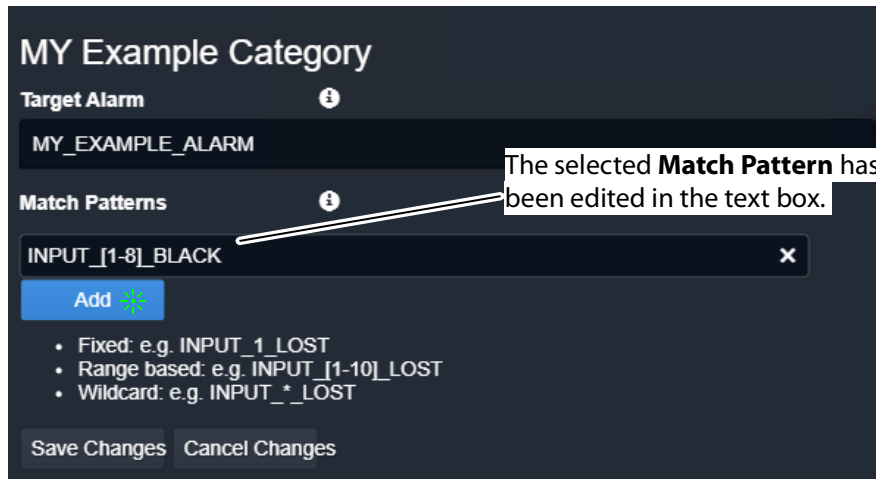 MY Example Category
Target Alarm
MY_EXAMPLE_ALARM
The selected Match Pattern has
been edited in the text box.
Match Patterns
INPUT_[1-8]_BLACK
Add
• Fixed: e.g. INPUT_1_LOST
• Range based: e.g. INPUT_[1-10]_LOST
• Wildcard: e.g. INPUT_*_LOST
Save Changes Cancel Changes